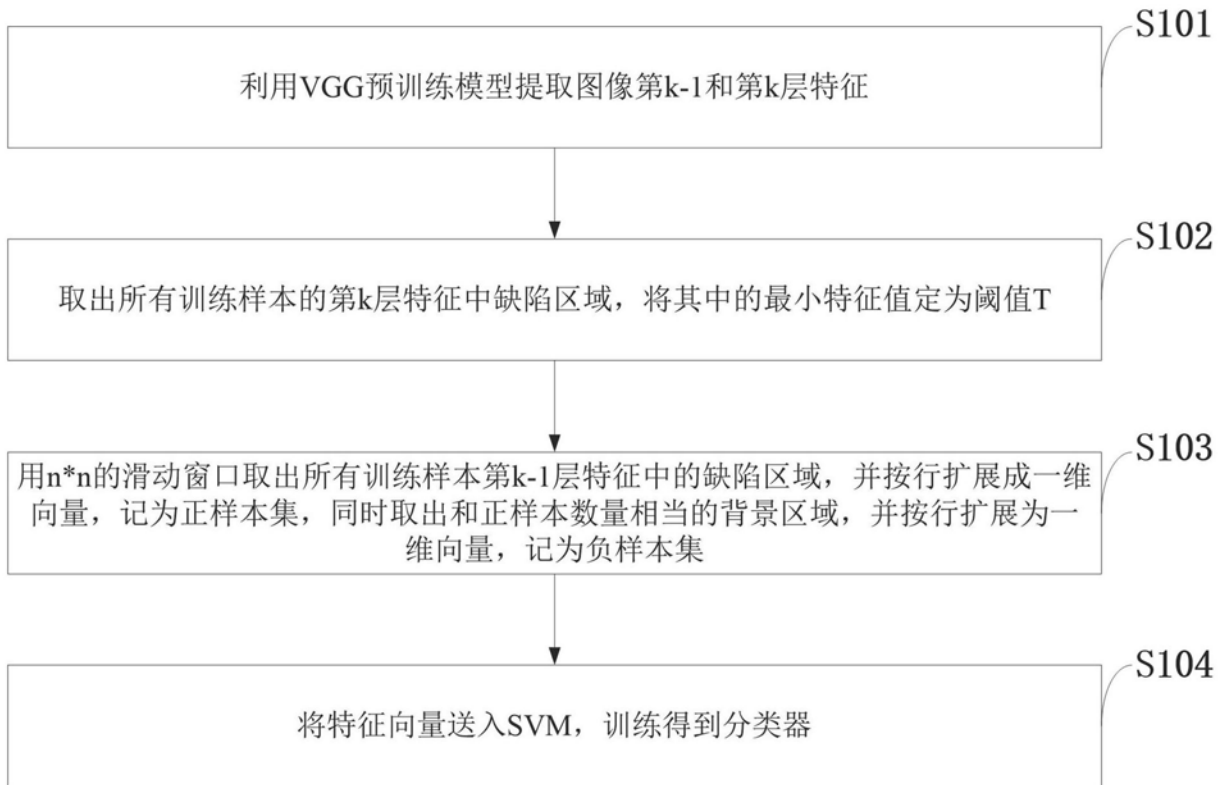 S101
利用VGG预训练模型提取图像第k-1和第k层特征
S102
取出所有训练样本的第k层特征中缺陷区域，将其中的最小特征值定为阈值T
S103
用n*n的滑动窗口取出所有训练样本第k-1层特征中的缺陷区域，并按行扩展成一维
向量，记为正样本集，同时取出和正样本数量相当的背景区域，并按行扩展为一
维向量，记为负样本集
S104
将特征向量送入SVM，训练得到分类器